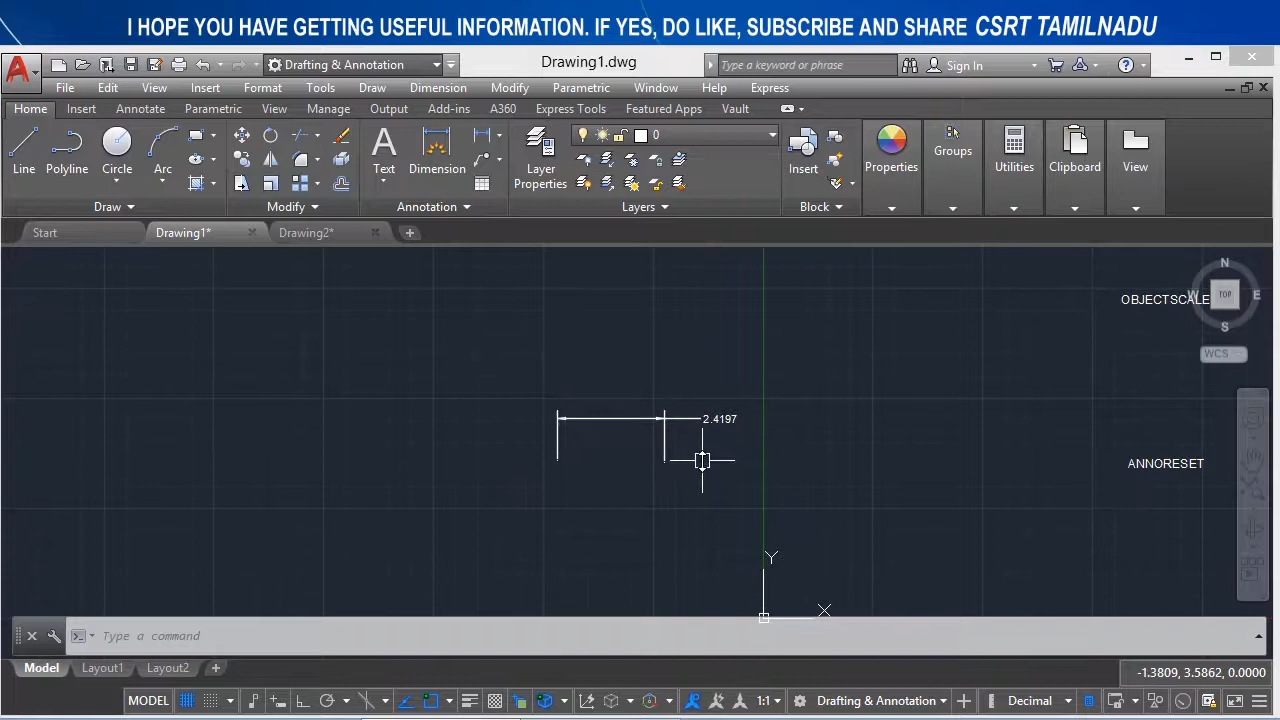 I HOPE YOU HAVE GETTING USEFUL INFORMATION. IF YES, DO LIKE, SUBSCRIBE AND SHARE CSRT TAMILNADU
A Drafting & Annotation Drawing1.dwg Type a keyword or phrase Sign In ?
File Edit View Insert Format Tools Draw Dimension Modify Parametric Window Help Express
Home Insert Annotate Parametric View Manage Output Add-ins A360 Express Tools Featured Apps Vault
0
Line Polyline Circle Arc A Text Dimension Layer Properties Insert Properties Groups Utilities Clipboard View
Draw Modify Annotation Layers Block
Start Drawing1* Drawing2*
N
W TOP E
OBJECTSCALE
S
WCS
2.4197
ANNORESET
Y
X
Type a command
Model Layout1 Layout2
-1.3809, 3.5862, 0.0000
MODEL 1:1 Drafting & Annotation Decimal